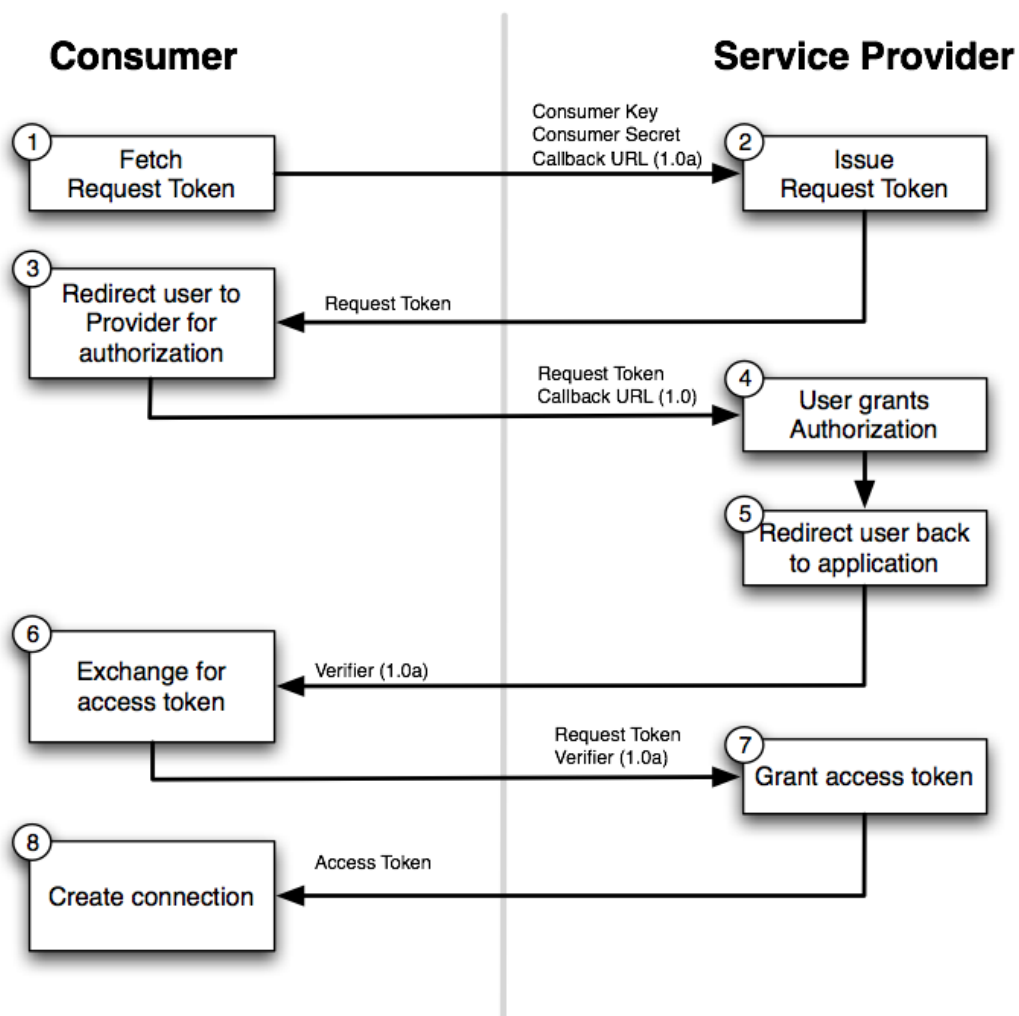 Consumer
Service Provider
1
Fetch
Request Token
Consumer Key
Consumer Secret
Callback URL (1.0a)
2
Issue
Request Token
3
Redirect user to
Provider for
authorization
Request Token
Request Token
Callback URL (1.0)
4
User grants
Authorization
5
Redirect user back
to application
6
Exchange for
access token
Verifier (1.0a)
Request Token
Verifier (1.0a)
7
Grant access token
8
Create connection
Access Token